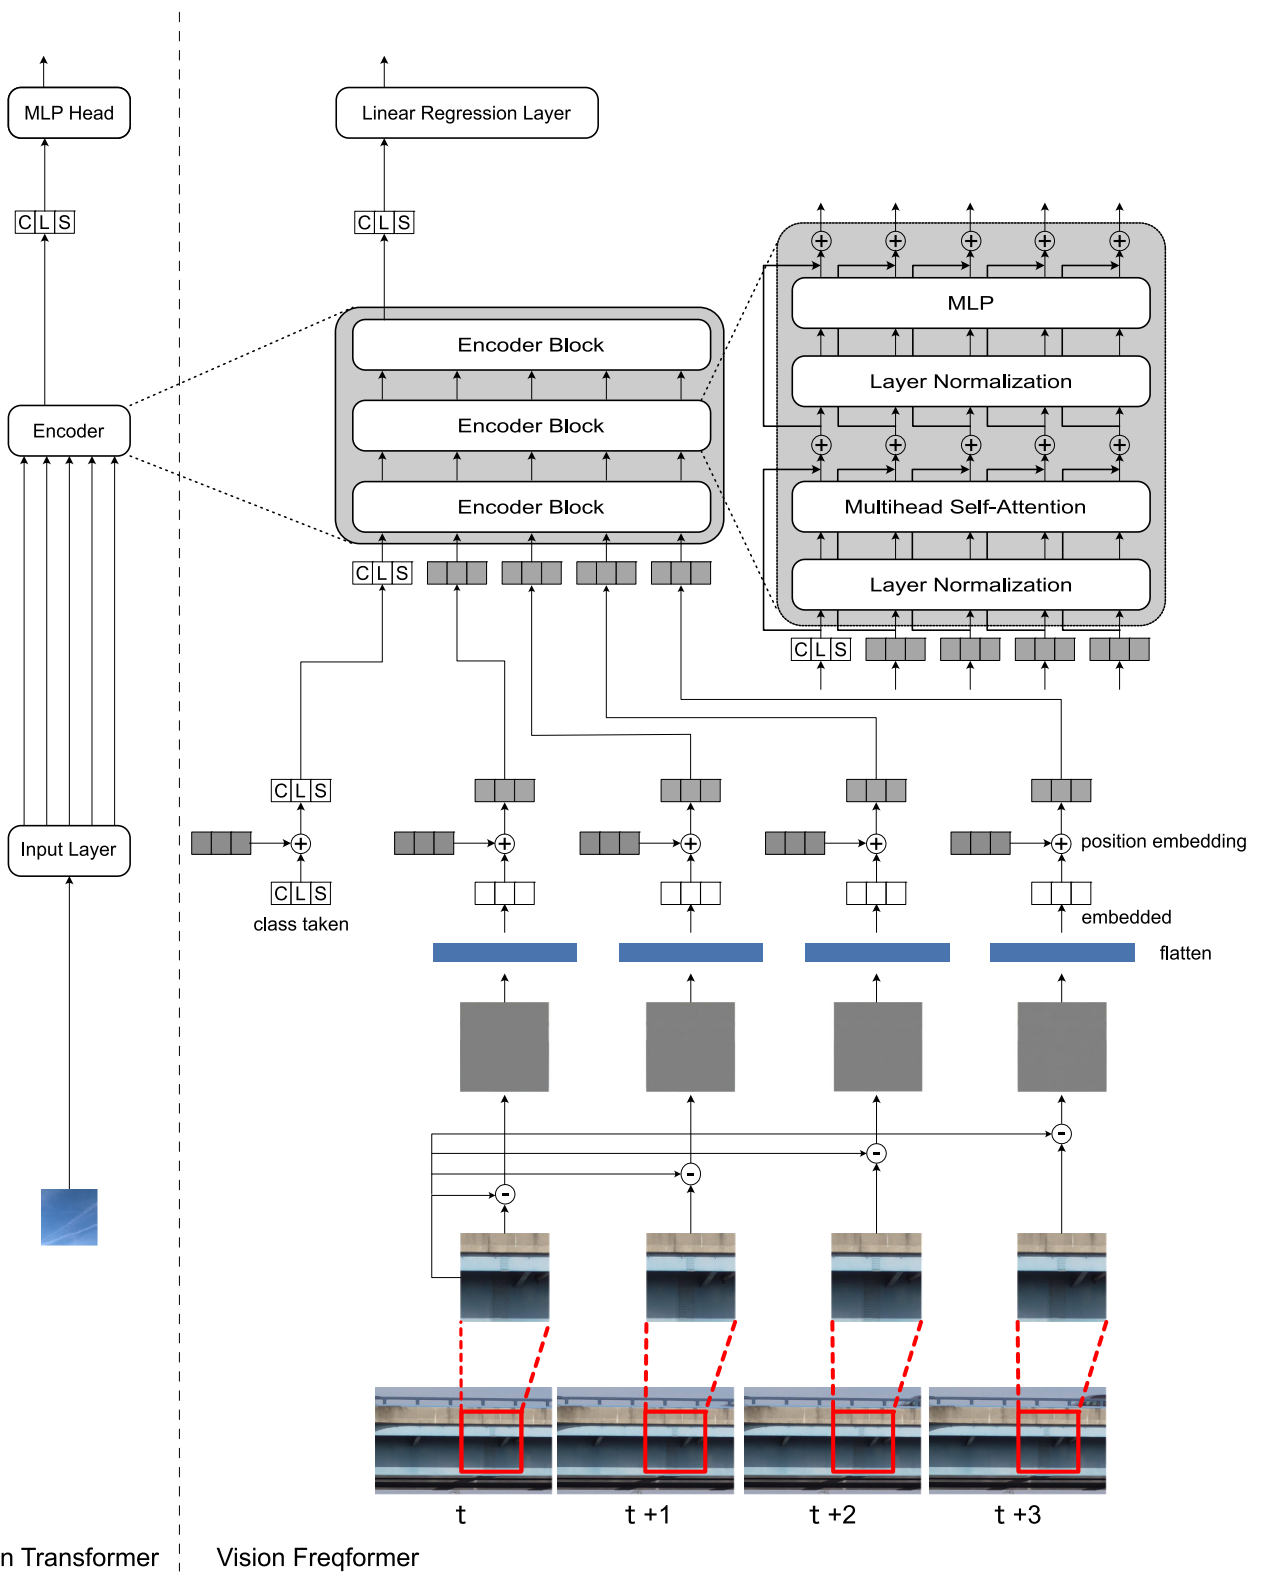 MLP Head
Linear Regression Layer
C L S
C L S
MLP
Encoder Block
Layer Normalization
Encoder
Encoder Block
Multihead Self-Attention
Encoder Block
C L S
Layer Normalization
C L S
C L S
Input Layer
position embedding
C L S
class taken
embedded
flatten
t
t +1
t +2
t +3
n Transformer
Vision Freqformer